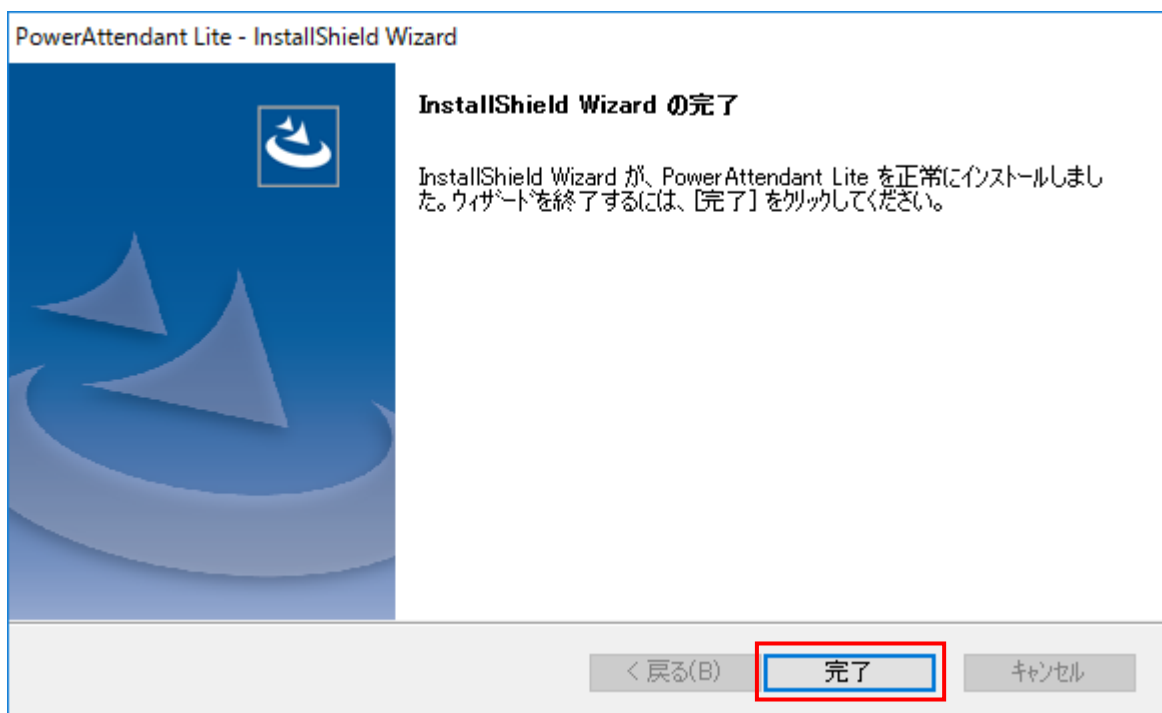 PowerAttendant Lite - InstallShield Wizard
InstallShield Wizard の完了
InstallShield Wizard が、PowerAttendant Lite を正常にインストールしまし
た。ウィザードを終了するには、[完了] をクリックしてください。
< 戻る(B) 完了 キャンセル